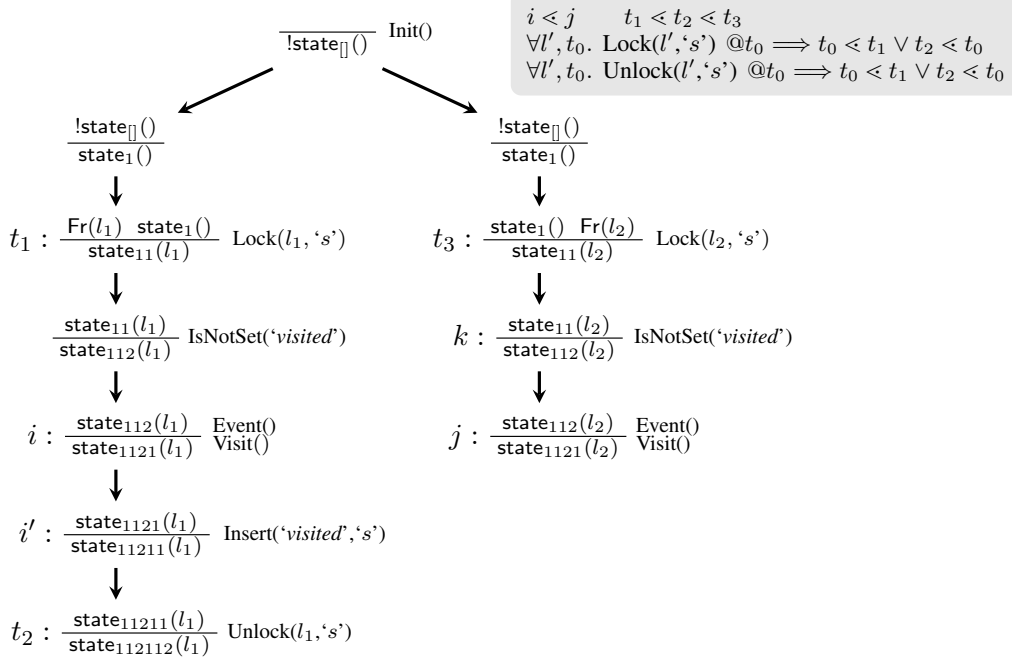 !state[]() Init()
i ⋖ j t1 ⋖ t2 ⋖ t3
∀l′, t0. Lock(l′,‘s’) @t0 ⟹ t0 ⋖ t1 ∨ t2 ⋖ t0
∀l′, t0. Unlock(l′,‘s’) @t0 ⟹ t0 ⋖ t1 ∨ t2 ⋖ t0
!state[]()
state1()
!state[]()
state1()
t1 : Fr(l1) state1() Lock(l1, ‘s’)
state11(l1)
t3 : state1() Fr(l2) Lock(l2, ‘s’)
state11(l2)
state11(l1) IsNotSet(‘visited’)
state112(l1)
k : state11(l2) IsNotSet(‘visited’)
state112(l2)
i : state112(l1) Event()
state1121(l1) Visit()
j : state112(l2) Event()
state1121(l2) Visit()
i′ : state1121(l1) Insert(‘visited’,‘s’)
state11211(l1)
t2 : state11211(l1) Unlock(l1,‘s’)
state112112(l1)